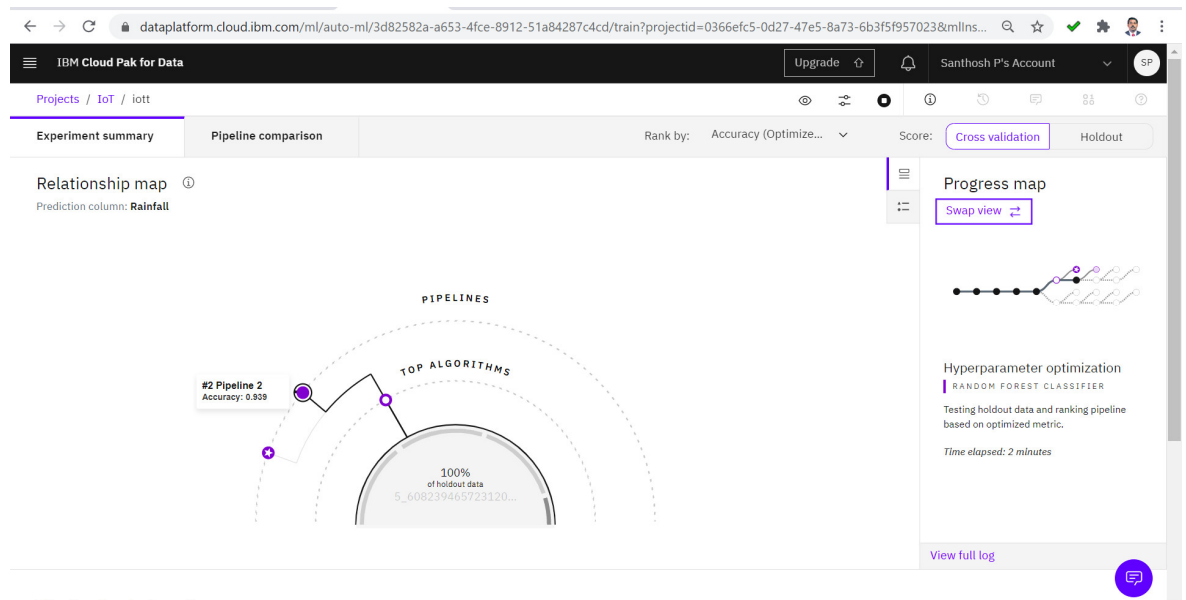 dataplatform.cloud.ibm.com/ml/auto-ml/3d82582a-a653-4fce-8912-51a84287c4cd/train?projectid=0366efc5-0d27-47e5-8a73-6b3f5f957023&mlIns...
IBM Cloud Pak for Data
Upgrade
Santhosh P's Account
SP
Projects / IoT / iott
Experiment summary
Pipeline comparison
Rank by: Accuracy (Optimize...
Score: Cross validation Holdout
Relationship map
Prediction column: Rainfall
PIPELINES
TOP ALGORITHMS
#2 Pipeline 2
Accuracy: 0.939
100%
of holdout data
5_608239465723120...
Progress map
Swap view
Hyperparameter optimization
RANDOM FOREST CLASSIFIER
Testing holdout data and ranking pipeline
based on optimized metric.
Time elapsed: 2 minutes
View full log